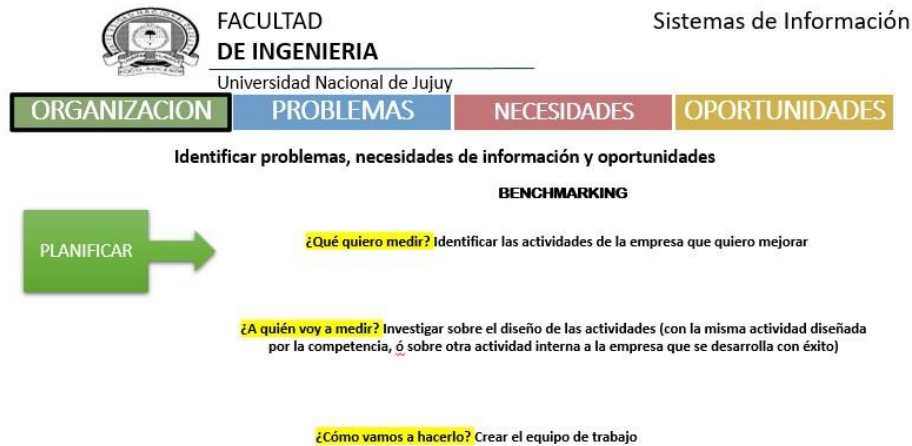 FACULTAD
DE INGENIERIA
Universidad Nacional de Jujuy
Sistemas de Información
ORGANIZACION
PROBLEMAS
NECESIDADES
OPORTUNIDADES
Identificar problemas, necesidades de información y oportunidades
BENCHMARKING
PLANIFICAR
¿Qué quiero medir? Identificar las actividades de la empresa que quiero mejorar
¿A quién voy a medir? Investigar sobre el diseño de las actividades (con la misma actividad diseñada
por la competencia, ó sobre otra actividad interna a la empresa que se desarrolla con éxito)
¿Cómo vamos a hacerlo? Crear el equipo de trabajo